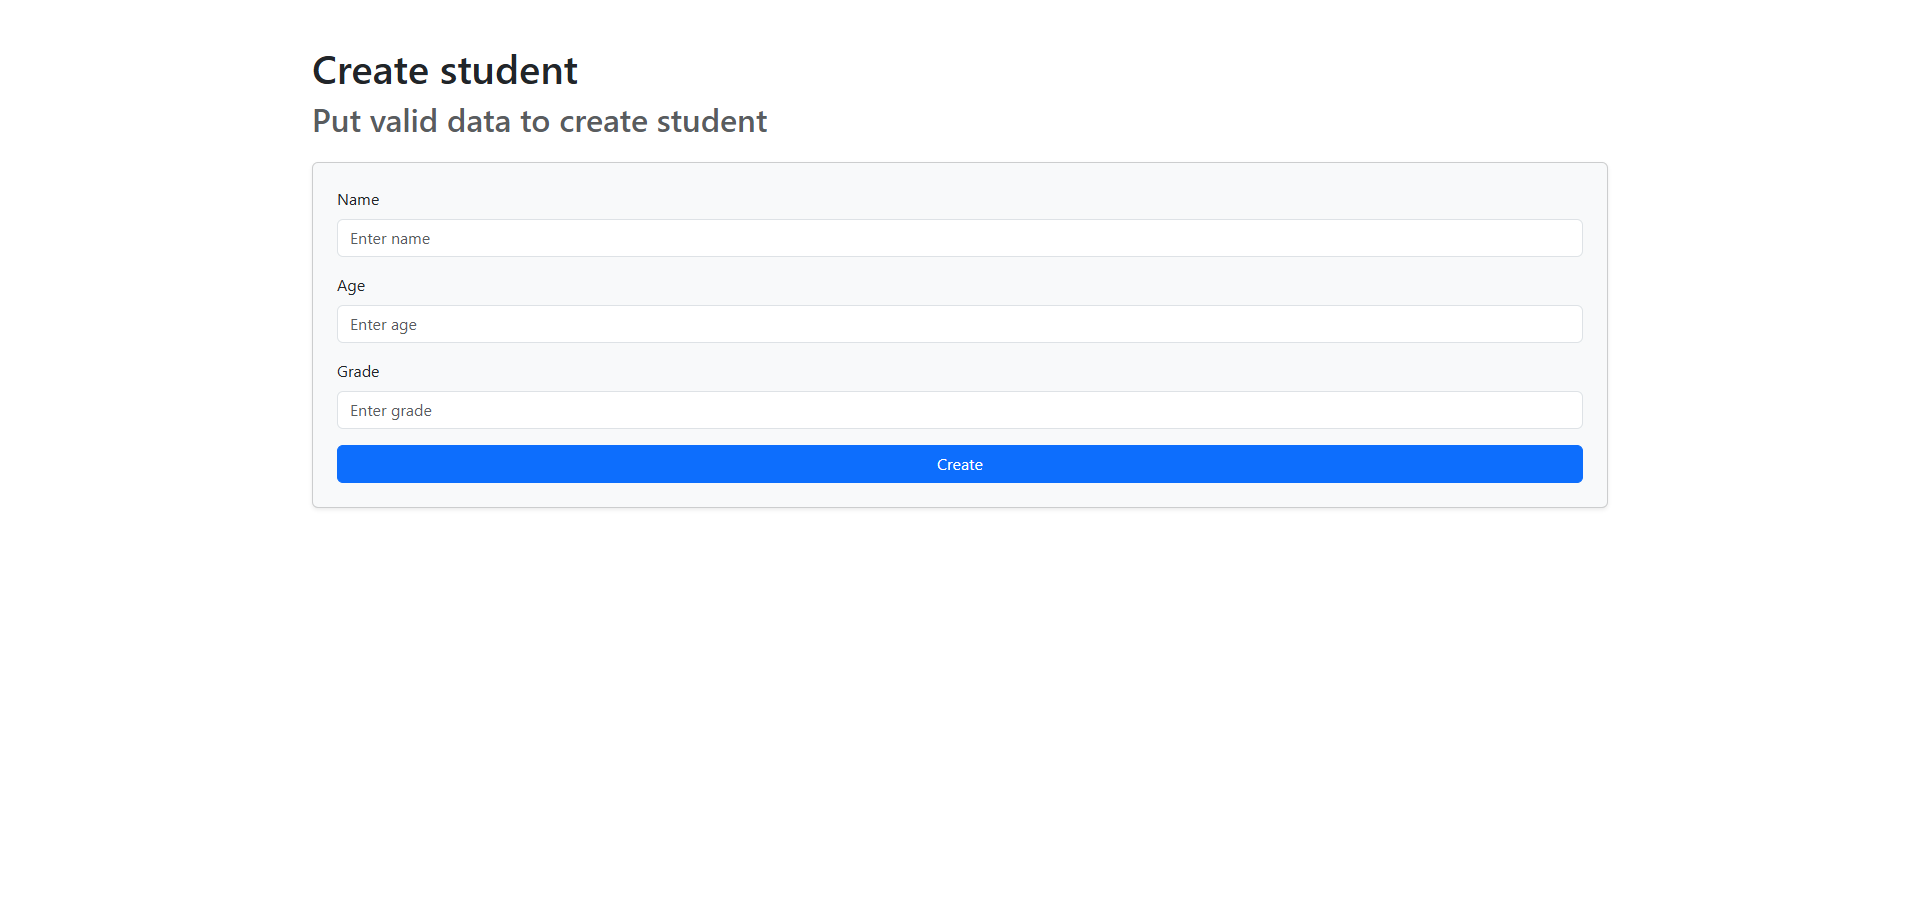 Create student
Put valid data to create student
Name
Enter name
Age
Enter age
Grade
Enter grade
Create